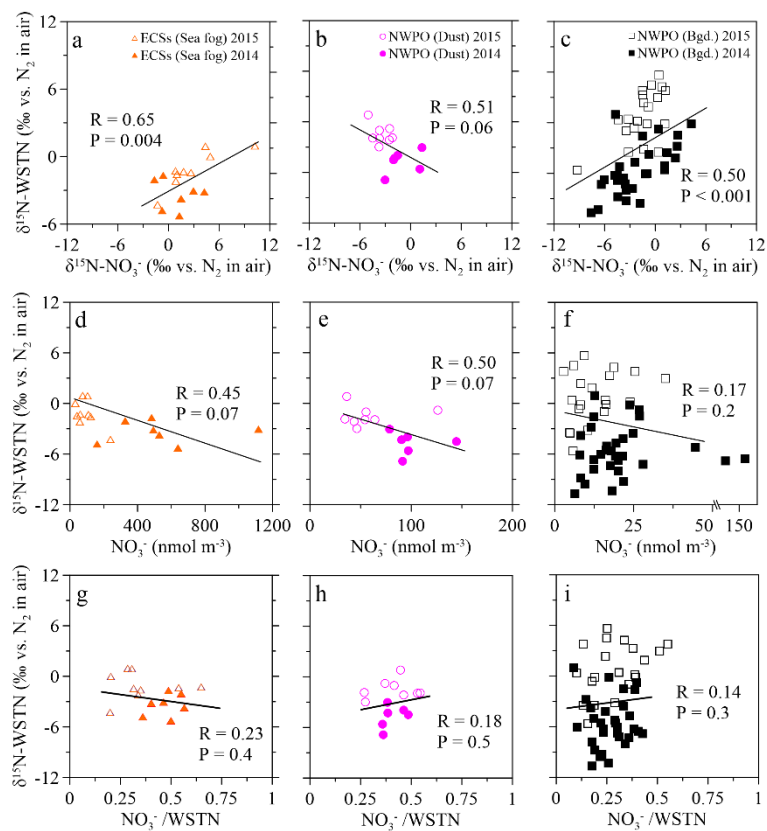 a
ECSs (Sea fog) 2015
ECSs (Sea fog) 2014
R = 0.65
P = 0.004
12
6
0
-6
δ¹⁵N-WSTN (‰ vs. N₂ in air)
-12 -6 0 6 12
δ¹⁵N-NO₃⁻ (‰ vs. N₂ in air)
b
NWPO (Dust) 2015
NWPO (Dust) 2014
R = 0.51
P = 0.06
-12 -6 0 6 12
δ¹⁵N-NO₃⁻ (‰ vs. N₂ in air)
c
NWPO (Bgd.) 2015
NWPO (Bgd.) 2014
R = 0.50
P < 0.001
-12 -6 0 6 12
δ¹⁵N-NO₃⁻ (‰ vs. N₂ in air)
d
R = 0.45
P = 0.07
12
6
0
-6
-12
δ¹⁵N-WSTN (‰ vs. N₂ in air)
0 400 800 1200
NO₃⁻ (nmol m⁻³)
e
R = 0.50
P = 0.07
0 50 100 150 200
NO₃⁻ (nmol m⁻³)
f
R = 0.17
P = 0.2
0 25 50 125 150
NO₃⁻ (nmol m⁻³)
g
R = 0.23
P = 0.4
12
6
0
-6
-12
δ¹⁵N-WSTN (‰ vs. N₂ in air)
0 0.25 0.5 0.75 1
NO₃⁻ /WSTN
h
R = 0.18
P = 0.5
0 0.25 0.5 0.75 1
NO₃⁻ /WSTN
i
R = 0.14
P = 0.3
0 0.25 0.5 0.75 1
NO₃⁻ /WSTN